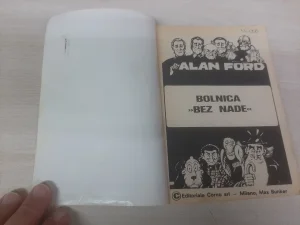 ALAN FORD
BOLNICA
»BEZ NADE«
© Editoriale Corno srl — Milano, Max Bunker